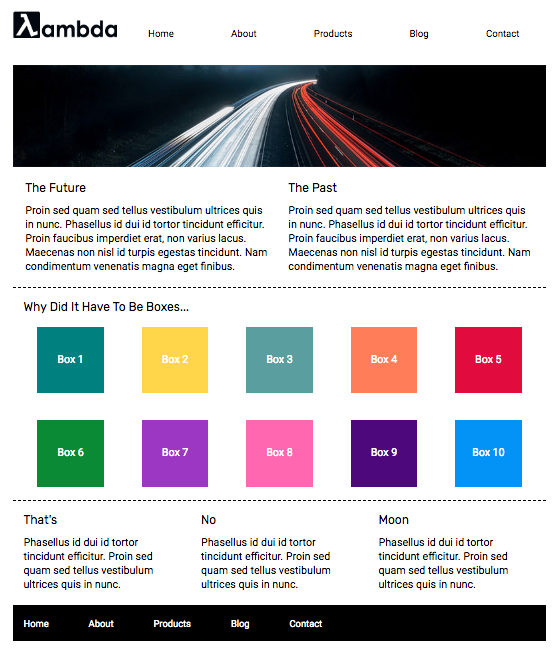 λambda
Home About Products Blog Contact
The Future
Proin sed quam sed tellus vestibulum ultrices quis
in nunc. Phasellus id dui id tortor tincidunt efficitur.
Proin faucibus imperdiet erat, non varius lacus.
Maecenas non nisl id turpis egestas tincidunt. Nam
condimentum venenatis magna eget finibus.
The Past
Proin sed quam sed tellus vestibulum ultrices quis
in nunc. Phasellus id dui id tortor tincidunt efficitur.
Proin faucibus imperdiet erat, non varius lacus.
Maecenas non nisl id turpis egestas tincidunt. Nam
condimentum venenatis magna eget finibus.
Why Did It Have To Be Boxes...
Box 1 Box 2 Box 3 Box 4 Box 5
Box 6 Box 7 Box 8 Box 9 Box 10
That's
Phasellus id dui id tortor
tincidunt efficitur. Proin sed
quam sed tellus vestibulum
ultrices quis in nunc.
No
Phasellus id dui id tortor
tincidunt efficitur. Proin sed
quam sed tellus vestibulum
ultrices quis in nunc.
Moon
Phasellus id dui id tortor
tincidunt efficitur. Proin sed
quam sed tellus vestibulum
ultrices quis in nunc.
Home About Products Blog Contact